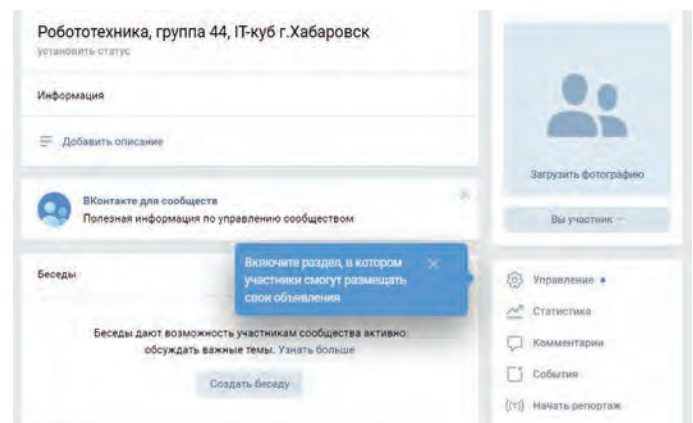 Робототехника, группа 44, IT-куб г.Хабаровск
установить статус
Информация
Добавить описание
ВКонтакте для сообществ
Полезная информация по управлению сообществом
Беседы
Включите раздел, в котором
участники смогут размещать
свои объявления
Беседы дают возможность участникам сообщества активно
обсуждать важные темы. Узнать больше
Создать беседу
Загрузить фотографию
Вы участник
Управление
Статистика
Комментарии
События
Начать репортаж